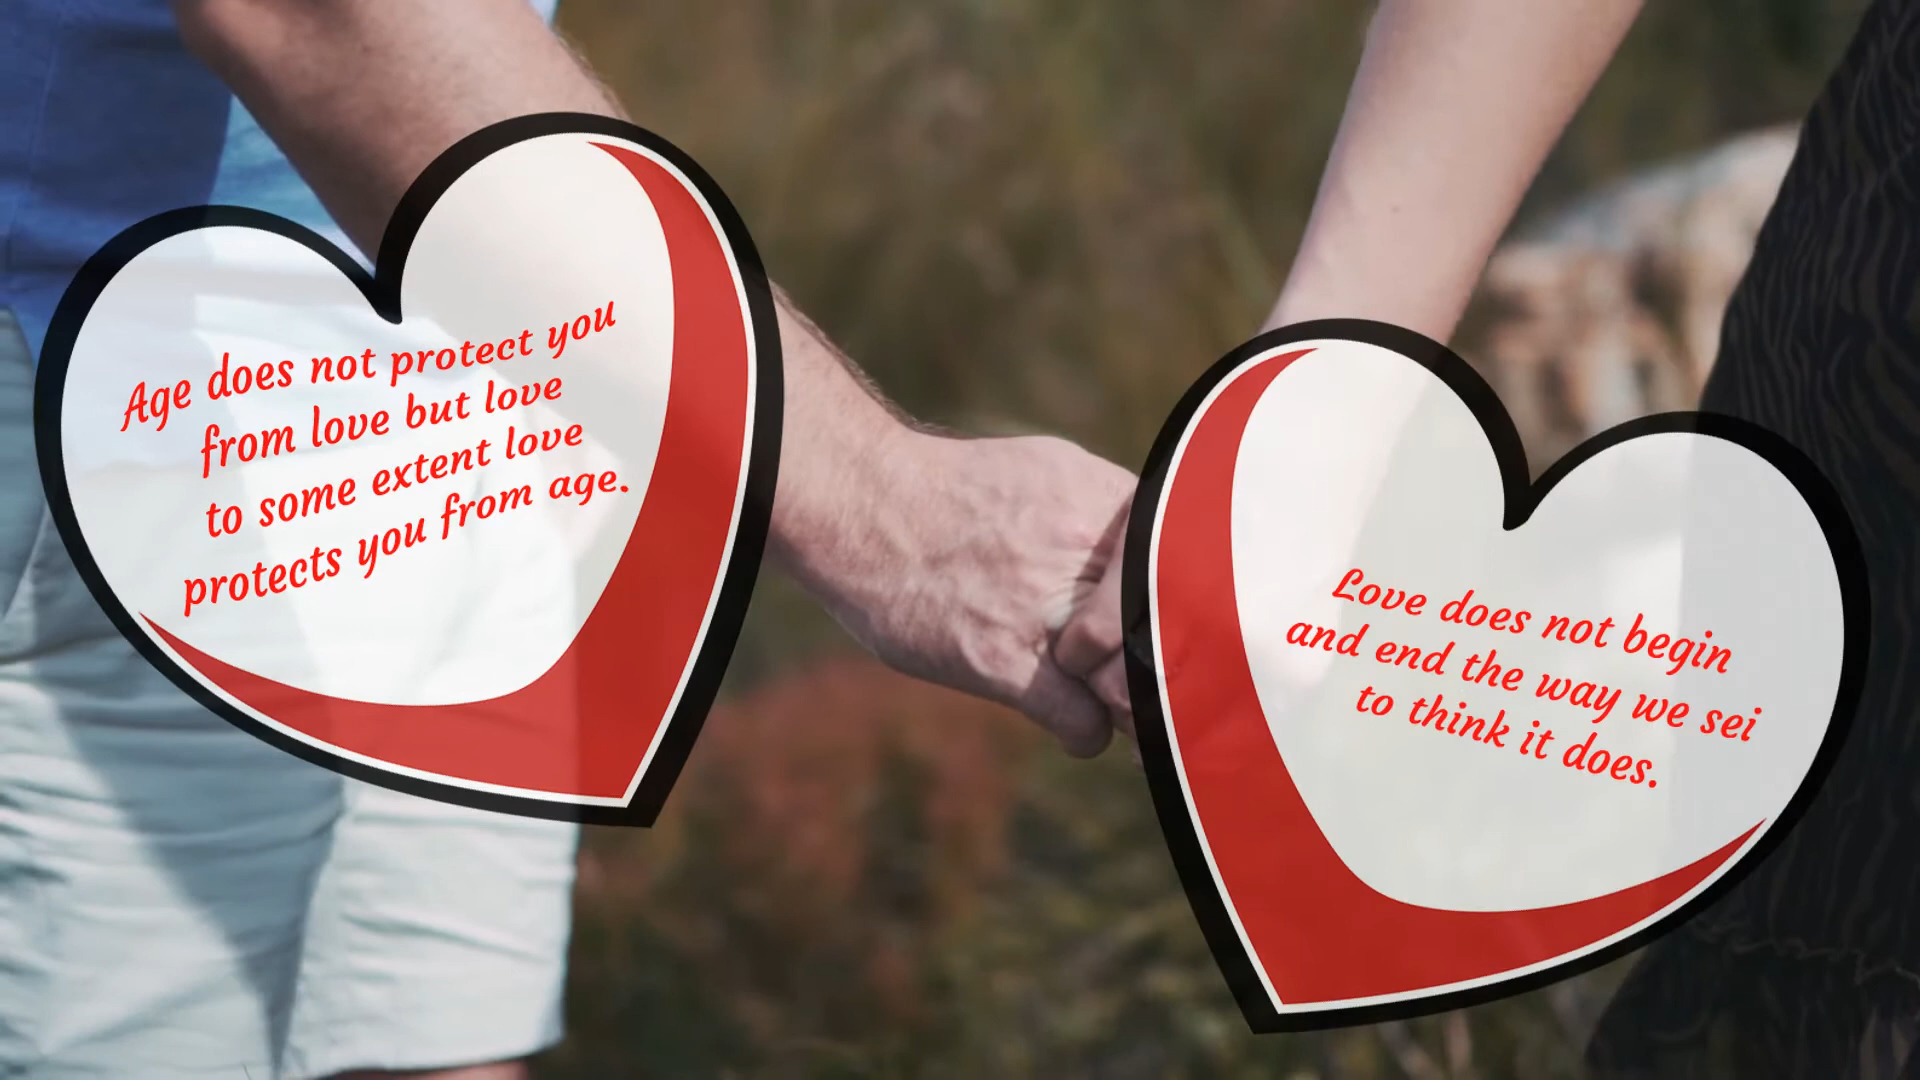 Age does not protect you
from love but love
to some extent love
protects you from age.
Love does not begin
and end the way we sei
to think it does.